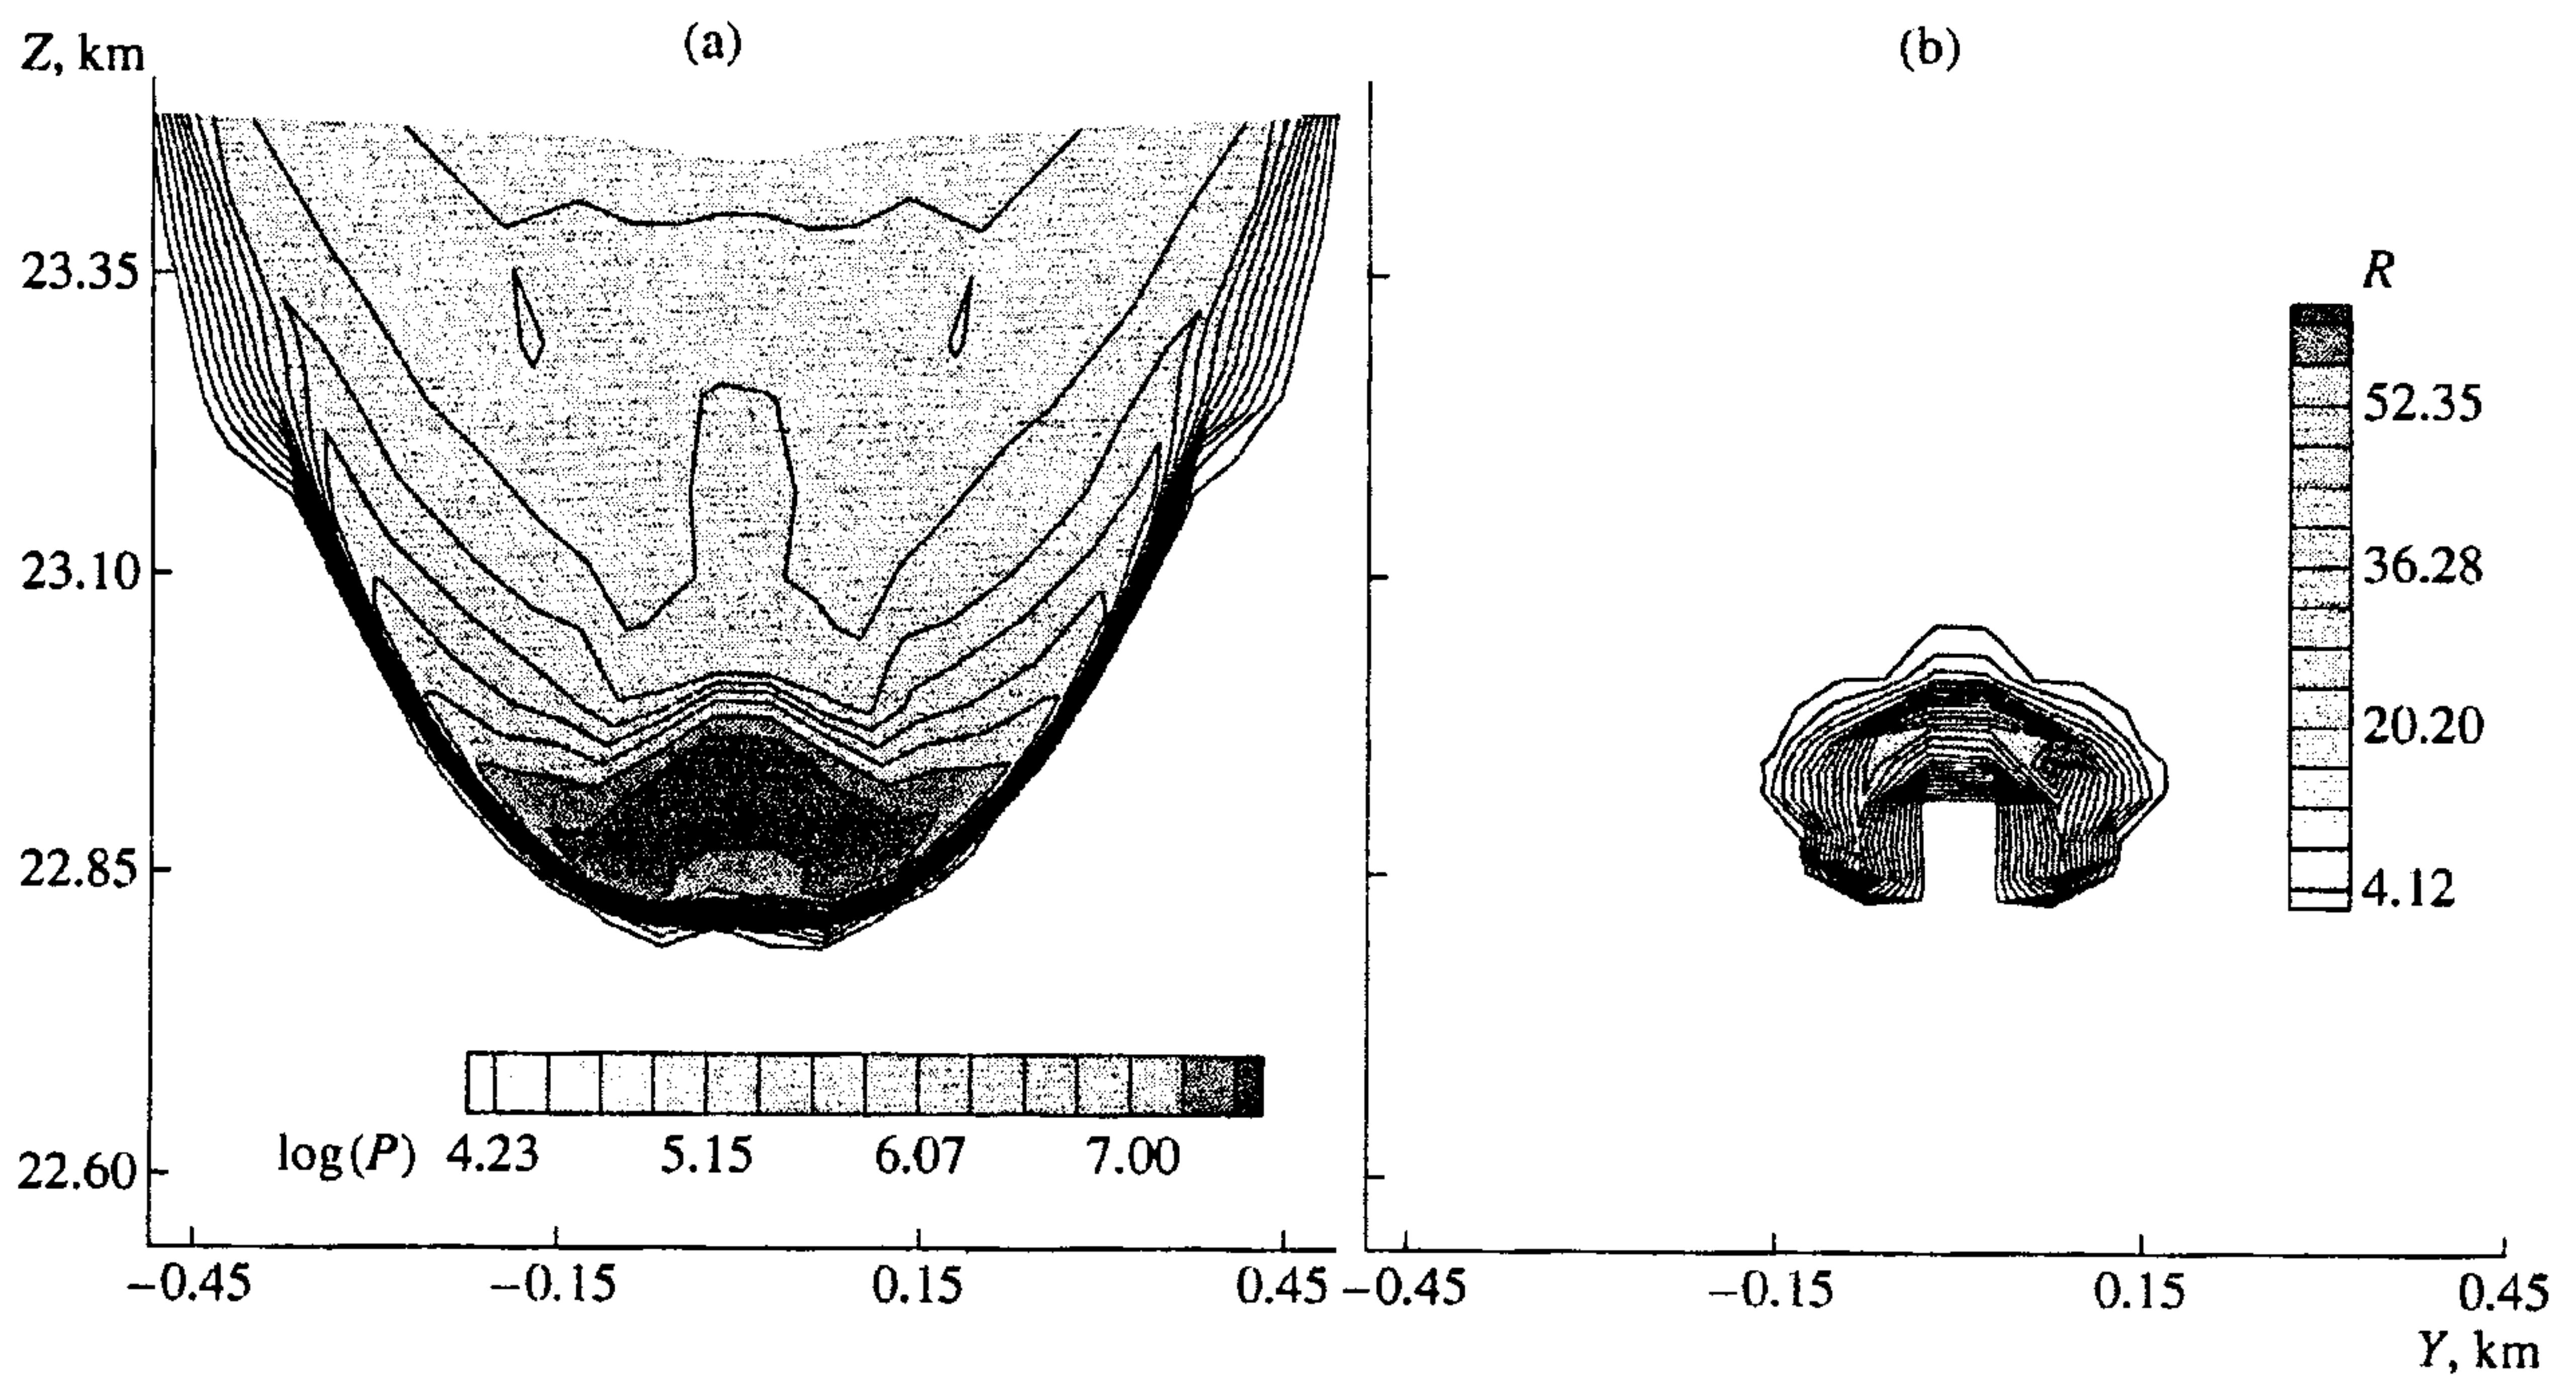 (a)
(b)
Z, km
23.35
23.10
22.85
22.60
log(P) 4.23 5.15 6.07 7.00
R
52.35
36.28
20.20
4.12
−0.45 −0.15 0.15 0.45 −0.45 −0.15 0.15 0.45
Y, km